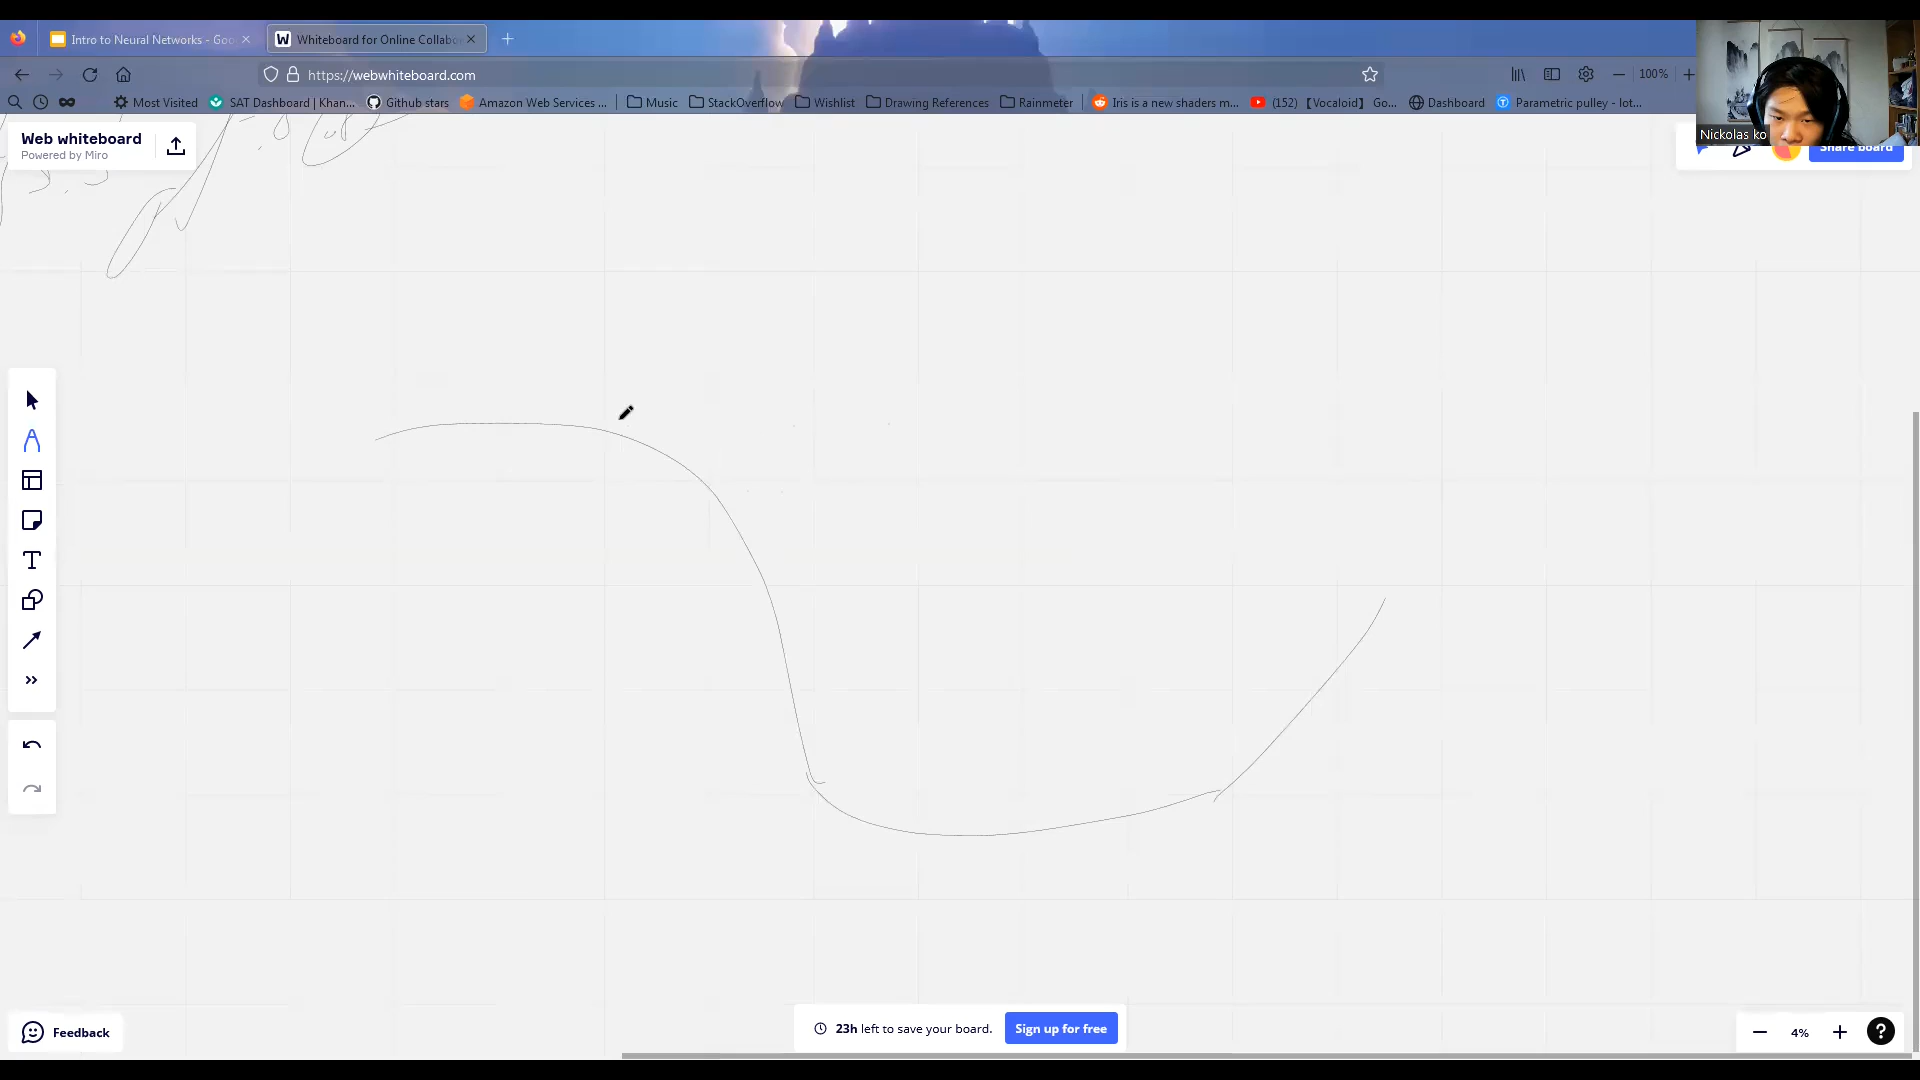 Intro to Neural Networks - Goo
Whiteboard for Online Collabo
https://webwhiteboard.com
100%
Most Visited
SAT Dashboard | Khan...
Github stars
Amazon Web Services ...
Music
StackOverflow
Wishlist
Drawing References
Rainmeter
Iris is a new shaders m...
(152) 【Vocaloid】 Go...
Dashboard
Parametric pulley - lot...
Nickolas ko
Web whiteboard
Powered by Miro
Share board
T
Feedback
23h left to save your board.
Sign up for free
4%
?